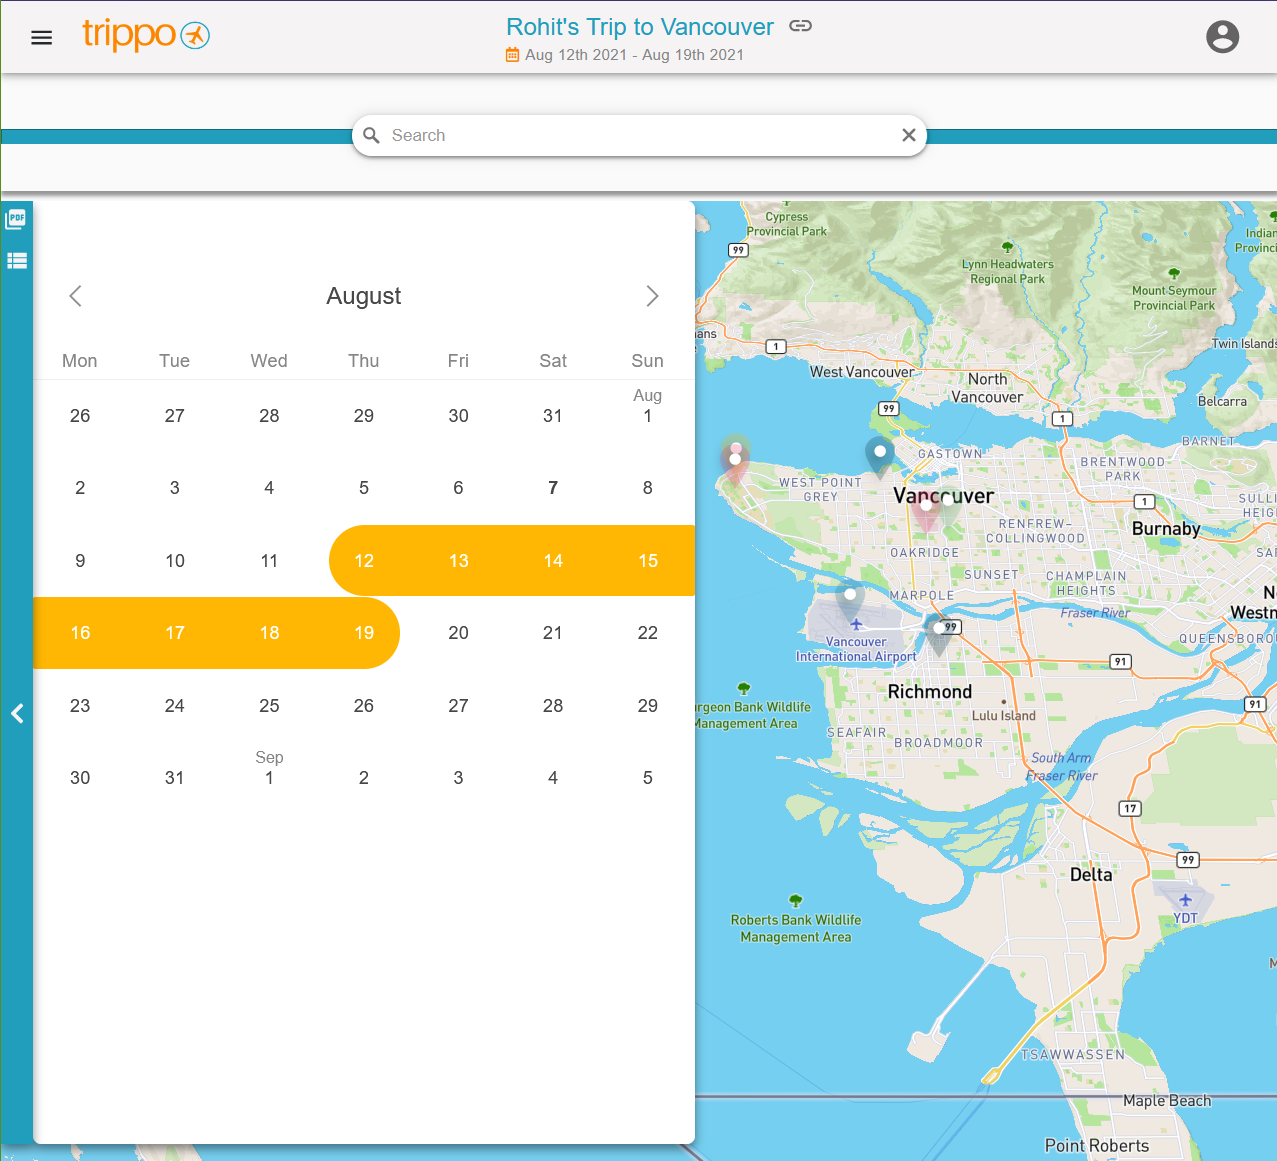 trippo
Rohit's Trip to Vancouver
Aug 12th 2021 - Aug 19th 2021
Search
PDF
August
Mon Tue Wed Thu Fri Sat Sun
Aug
26 27 28 29 30 31 1
2 3 4 5 6 7 8
9 10 11 12 13 14 15
16 17 18 19 20 21 22
23 24 25 26 27 28 29
Sep
30 31 1 2 3 4 5
Cypress
Provincial Park
99
Indian
Provinci
Lynn Headwaters
Regional Park
Mount Seymour
Provincial Park
ans
1
Twin Islands
West Vancouver
North
Vancouver
Belcarra
99
1
BARNET
GASTOWN
BRENTWOOD
PARK
WEST POINT
GREY
Vancouver
1
SULLI
HEIG
RENFREW–
COLLINGWOOD
Burnaby
OAKRIDGE
SA
SUNSET
CHAMPLAIN
HEIGHTS
MARPOLE
N
Westm
Fraser River
99
QUEENSBORO
Vancouver
International Airport
91
Richmond
Lulu Island
91
urgeon Bank Wildlife
Management Area
SEAFAIR
BROADMOOR
South Arm
Fraser River
17
99
Delta
YDT
Roberts Bank Wildlife
Management Area
M
TSAWWASSEN
Maple Beach
Point Roberts